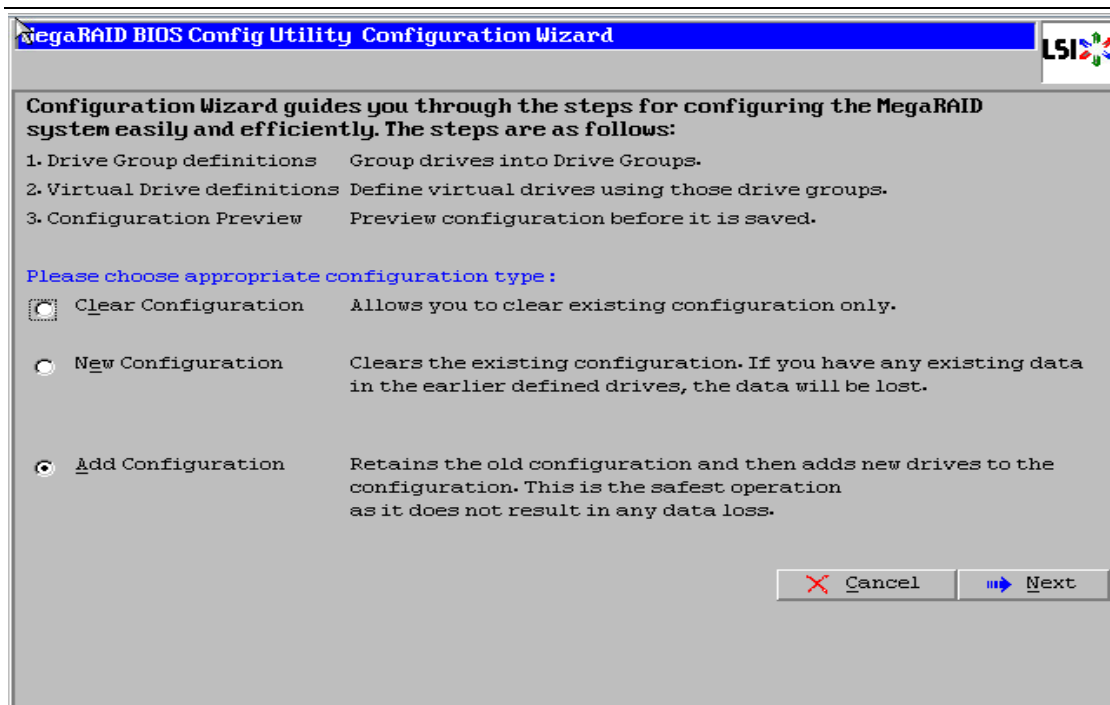 MegaRAID BIOS Config Utility Configuration Wizard
LSI
Configuration Wizard guides you through the steps for configuring the MegaRAID
system easily and efficiently. The steps are as follows:
1. Drive Group definitions Group drives into Drive Groups.
2. Virtual Drive definitions Define virtual drives using those drive groups.
3. Configuration Preview Preview configuration before it is saved.
Please choose appropriate configuration type:
Clear Configuration Allows you to clear existing configuration only.
New Configuration Clears the existing configuration. If you have any existing data
in the earlier defined drives, the data will be lost.
Add Configuration Retains the old configuration and then adds new drives to the
configuration. This is the safest operation
as it does not result in any data loss.
Cancel Next